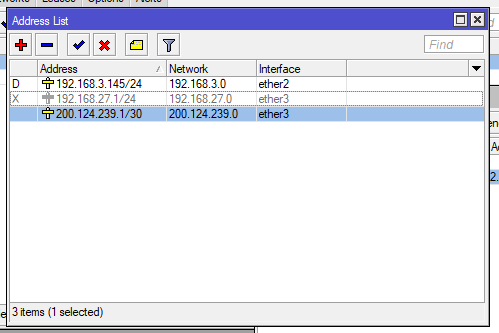 Address List
Find
Address Network Interface
D 192.168.3.145/24 192.168.3.0 ether2
X 192.168.27.1/24 192.168.27.0 ether3
200.124.239.1/30 200.124.239.0 ether3
3 items (1 selected)